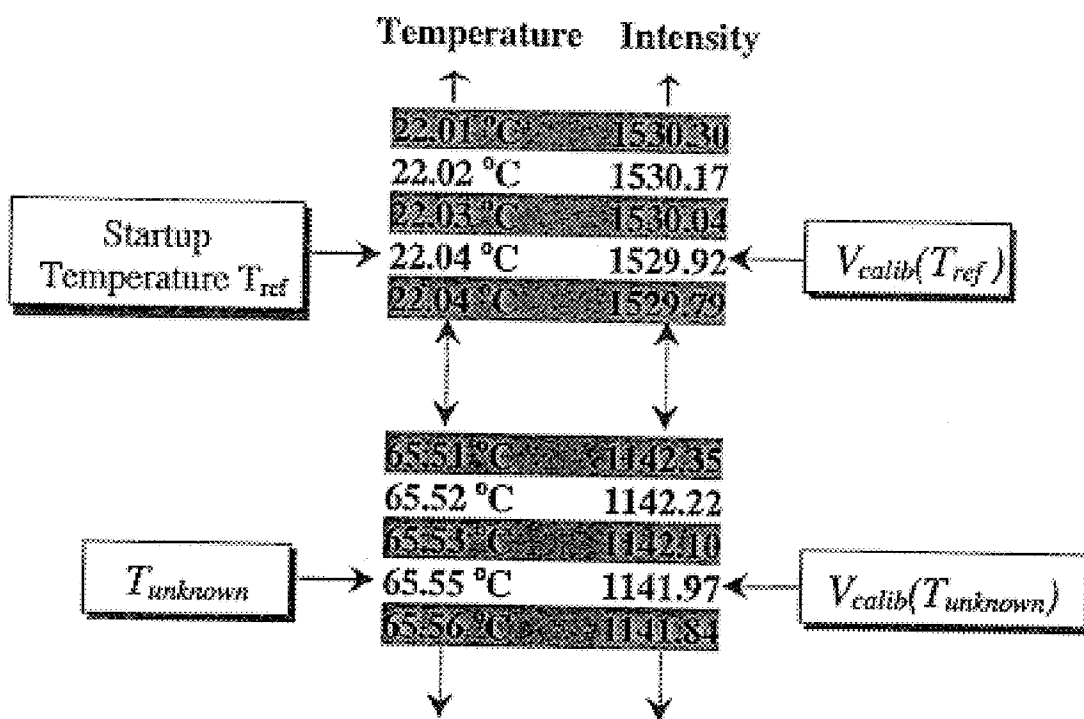 Temperature Intensity
22.01 °C 1530.30
22.02 °C 1530.17
22.03 °C 1530.04
Startup
Temperature Tref
22.04 °C 1529.92
Vcalib(Tref)
22.04 °C 1529.79
65.51 °C 1142.35
65.52 °C 1142.22
65.53 °C 1142.10
Tunknown
65.55 °C 1141.97
Vcalib(Tunknown)
65.56 °C 1141.84